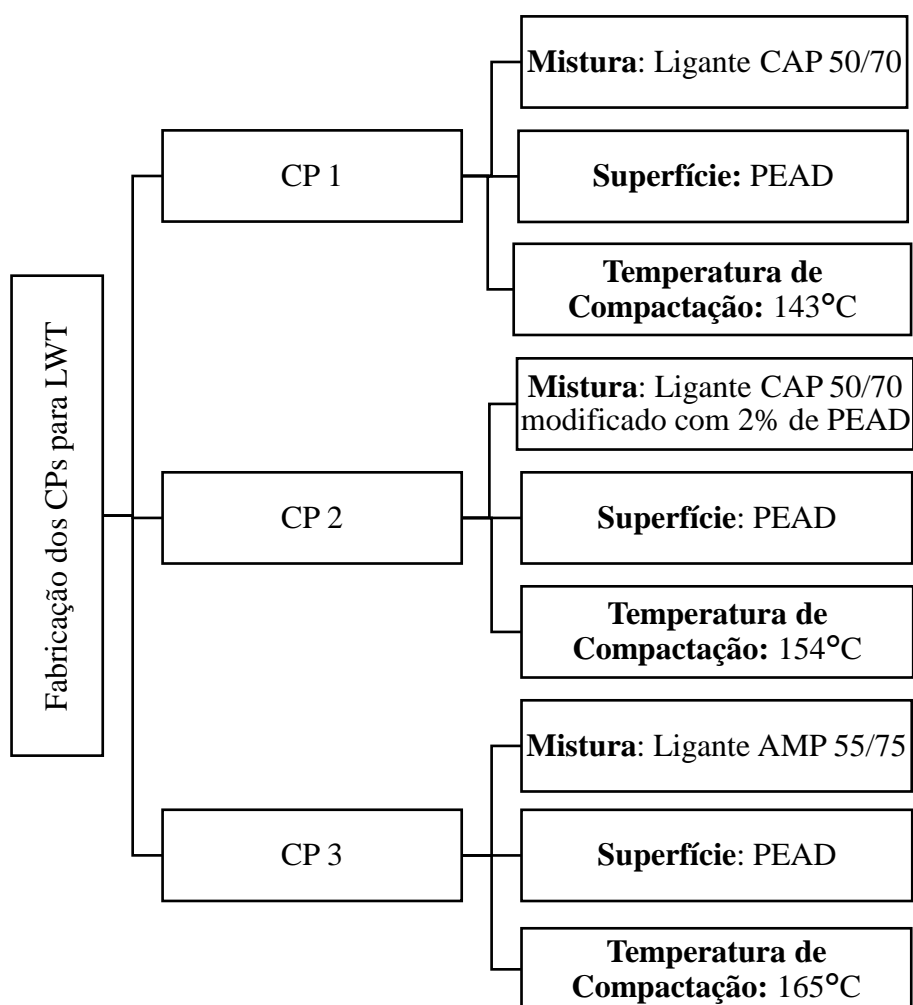 Fabricação dos CPs para LWT
CP 1
Mistura: Ligante CAP 50/70
Superfície: PEAD
Temperatura de
Compactação: 143°C
CP 2
Mistura: Ligante CAP 50/70
modificado com 2% de PEAD
Superfície: PEAD
Temperatura de
Compactação: 154°C
CP 3
Mistura: Ligante AMP 55/75
Superfície: PEAD
Temperatura de
Compactação: 165°C